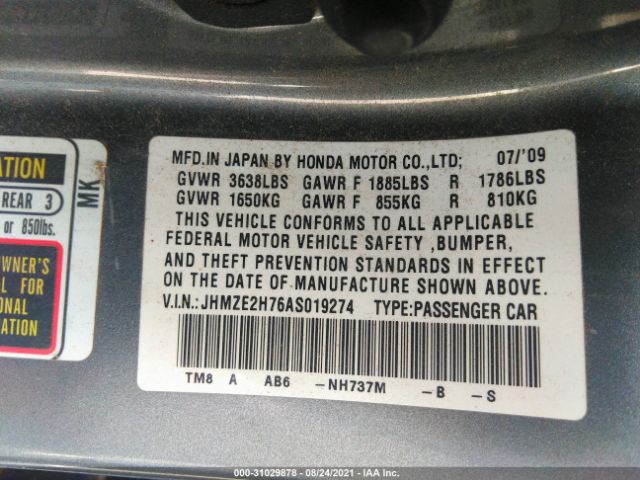 MFD.IN JAPAN BY HONDA MOTOR CO.,LTD; 07/'09
GVWR 3638LBS GAWR F 1885LBS R 1786LBS
GVWR 1650KG GAWR F 855KG R 810KG
THIS VEHICLE CONFORMS TO ALL APPLICABLE
FEDERAL MOTOR VEHICLE SAFETY ,BUMPER,
AND THEFT PREVENTION STANDARDS IN EFFECT
ON THE DATE OF MANUFACTURE SHOWN ABOVE.
V.I.N.:JHMZE2H76AS019274 TYPE:PASSENGER CAR
TM8 A AB6 -NH737M -B -S
ATION
REAR 3
or 850lbs.
MK
WNER'S
L FOR
ONAL
ATION
000-31029878 - 08/24/2021 - IAA Inc.